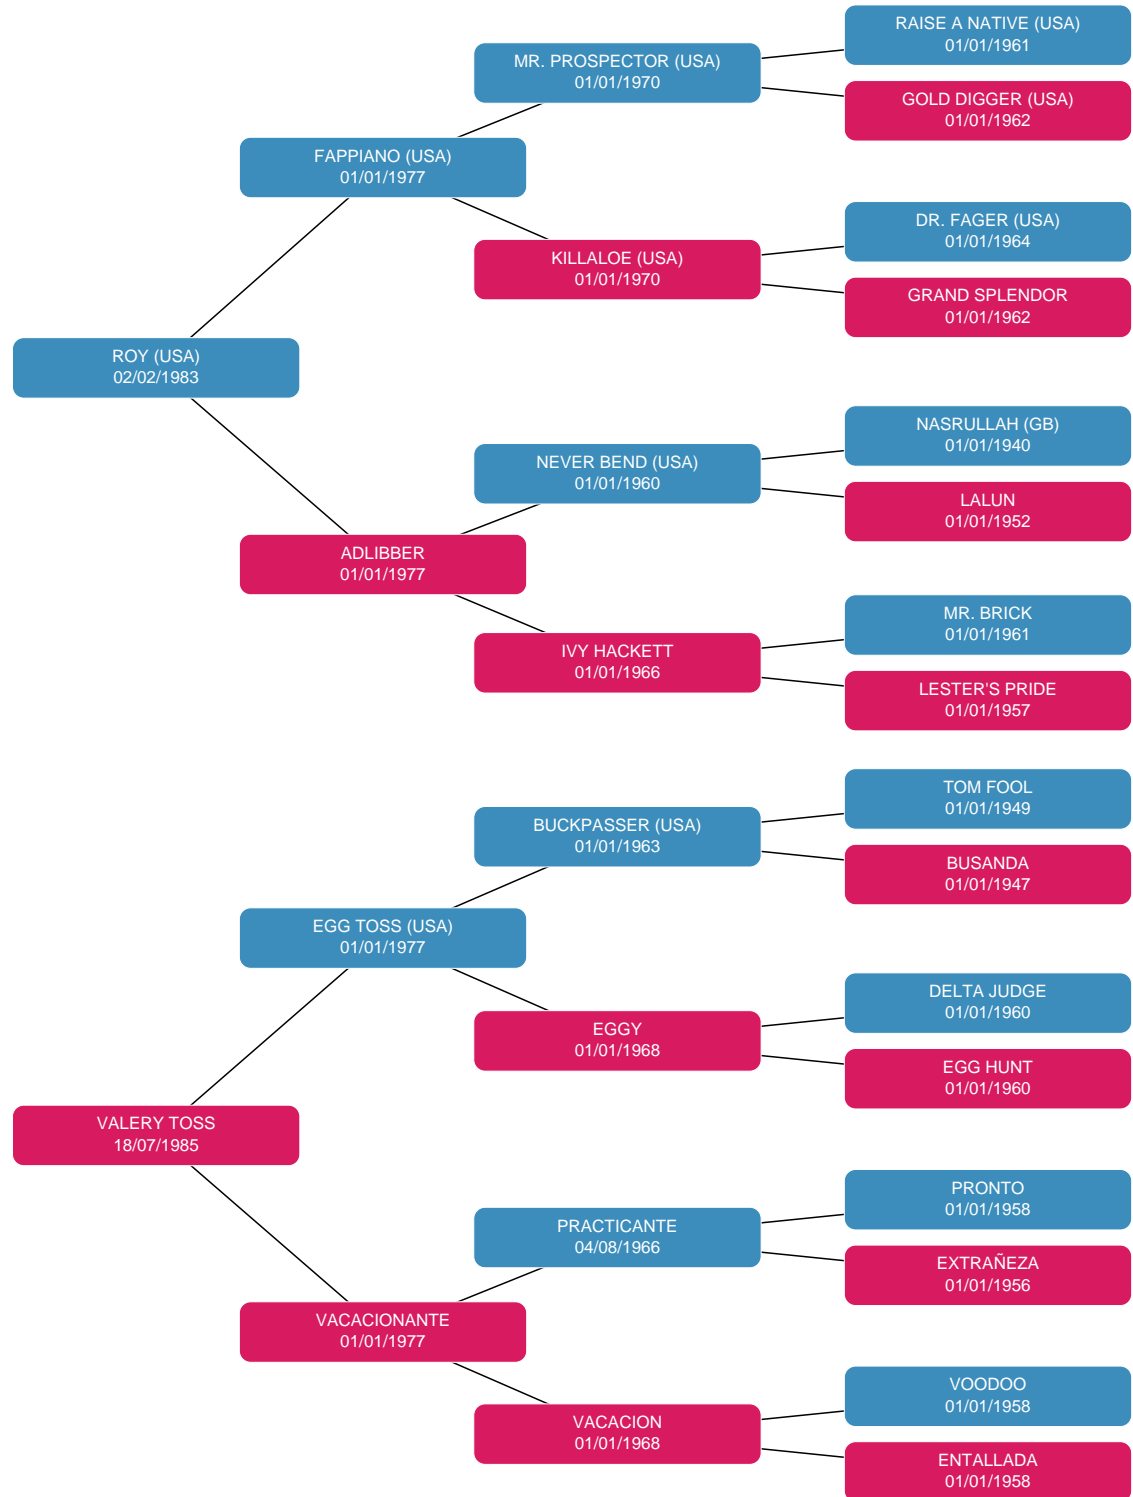 RAISE A NATIVE (USA)
01/01/1961
MR. PROSPECTOR (USA)
01/01/1970
GOLD DIGGER (USA)
01/01/1962
FAPPIANO (USA)
01/01/1977
DR. FAGER (USA)
01/01/1964
KILLALOE (USA)
01/01/1970
GRAND SPLENDOR
01/01/1962
ROY (USA)
02/02/1983
NASRULLAH (GB)
01/01/1940
NEVER BEND (USA)
01/01/1960
LALUN
01/01/1952
ADLIBBER
01/01/1977
MR. BRICK
01/01/1961
IVY HACKETT
01/01/1966
LESTER'S PRIDE
01/01/1957
TOM FOOL
01/01/1949
BUCKPASSER (USA)
01/01/1963
BUSANDA
01/01/1947
EGG TOSS (USA)
01/01/1977
DELTA JUDGE
01/01/1960
EGGY
01/01/1968
EGG HUNT
01/01/1960
VALERY TOSS
18/07/1985
PRONTO
01/01/1958
PRACTICANTE
04/08/1966
EXTRAÑEZA
01/01/1956
VACACIONANTE
01/01/1977
VOODOO
01/01/1958
VACACION
01/01/1968
ENTALLADA
01/01/1958